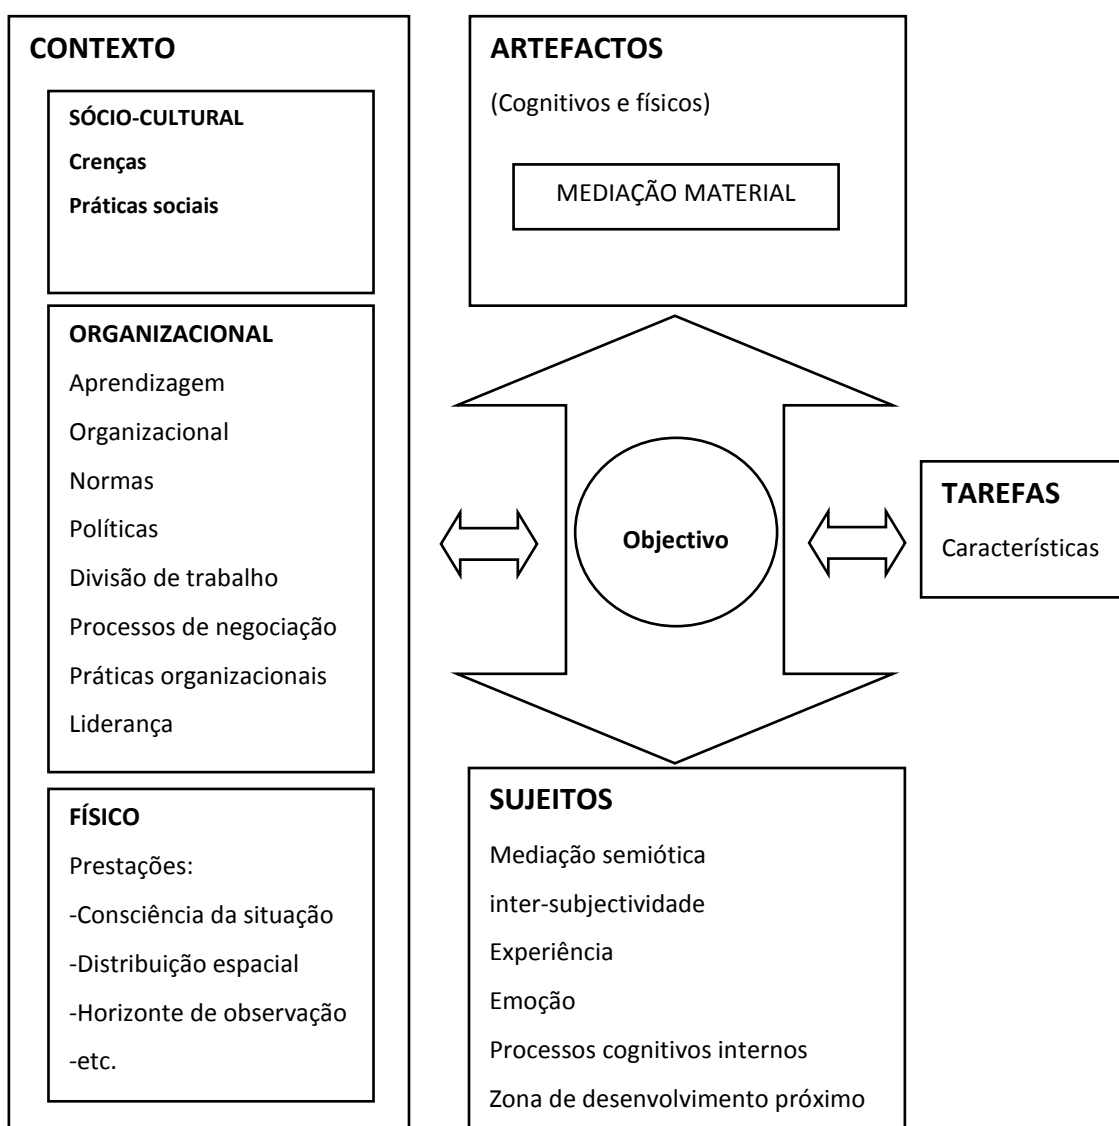 CONTEXTO
SÓCIO-CULTURAL
Crenças
Práticas sociais
ORGANIZACIONAL
Aprendizagem
Organizacional
Normas
Políticas
Divisão de trabalho
Processos de negociação
Práticas organizacionais
Liderança
FÍSICO
Prestações:
-Consciência da situação
-Distribuição espacial
-Horizonte de observação
-etc.
ARTEFACTOS
(Cognitivos e físicos)
MEDIAÇÃO MATERIAL
Objectivo
TAREFAS
Características
SUJEITOS
Mediação semiótica
inter-subjectividade
Experiência
Emoção
Processos cognitivos internos
Zona de desenvolvimento próximo